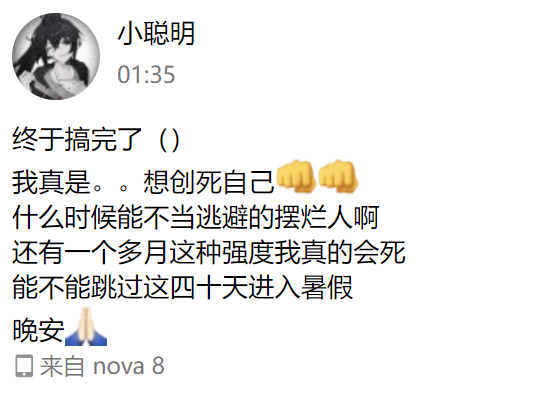 小聪明
01:35
终于搞完了（）
我真是。。想创死自己👊👊
什么时候能不当逃避的摆烂人啊
还有一个多月这种强度我真的会死
能不能跳过这四十天进入暑假
晚安🙏🏻
来自 nova 8